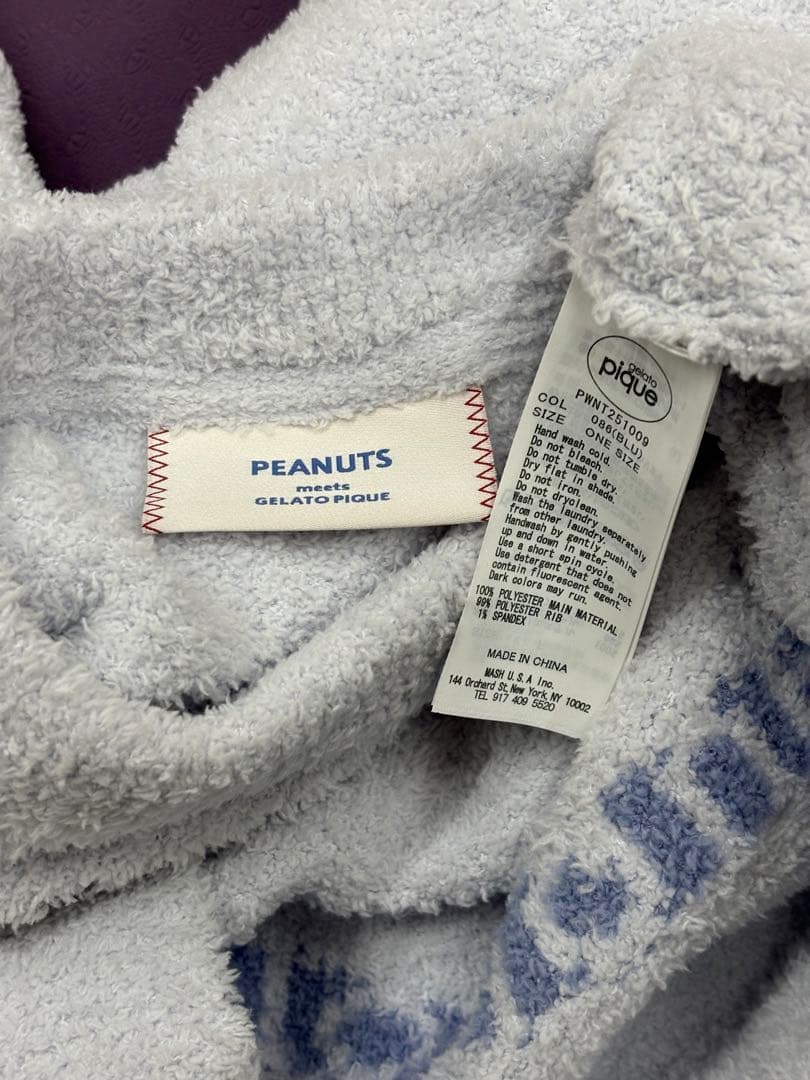 PEANUTS
meets
GELATO PIQUE
gelato
pique
PWNT251009
COL 086(BLU)
SIZE ONE SIZE
Hand wash cold.
Do not bleach.
Do not tumble dry.
Dry flat in shade.
Do not iron.
Do not dryclean.
Wash the laundry separately
from other laundry.
Handwash by gently pushing
up and down in water.
Use a short spin cycle.
Use detergent that does not
contain fluorescent agent.
Dark colors may run.
100% POLYESTER MAIN MATERIAL
99% POLYESTER RIB
1% SPANDEX
MADE IN CHINA
MASH U.S.A Inc.
144 Orchard St, New York, NY 10002
TEL 917 409 5520